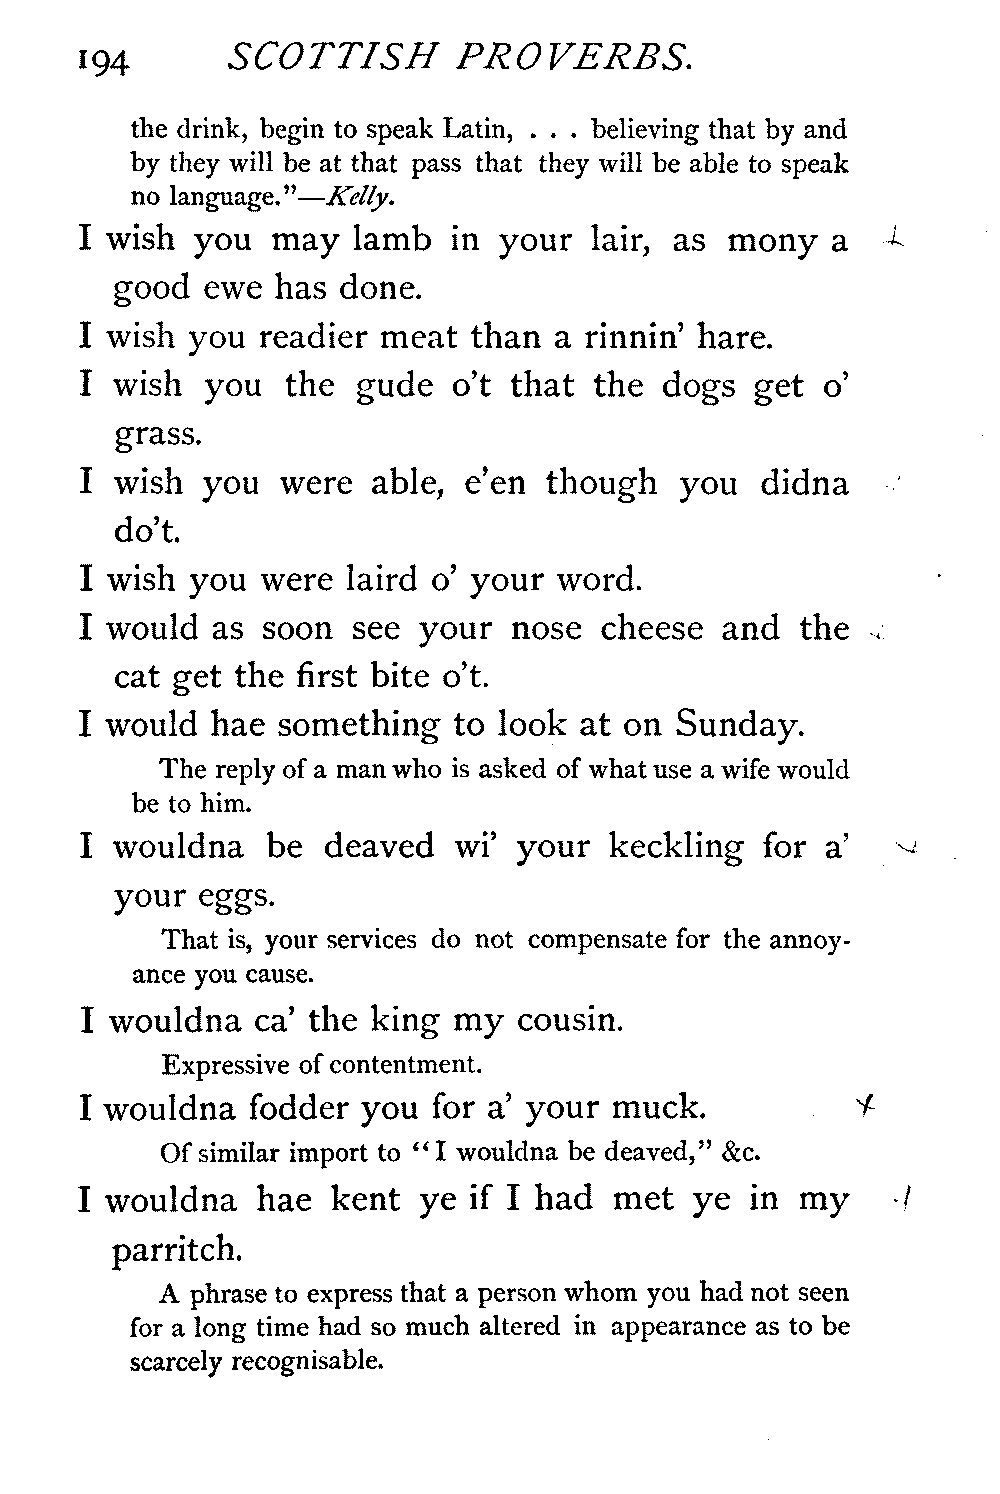 194 SCOTTISH PROVERBS.
the drink, begin to speak Latin, . . . believing that by and
by they will be at that pass that they will be able to speak
no language."—Kelly.
I wish you may lamb in your lair, as mony a
good ewe has done.
I wish you readier meat than a rinnin' hare.
I wish you the gude o't that the dogs get o'
grass.
I wish you were able, e'en though you didna
do't.
I wish you were laird o' your word.
I would as soon see your nose cheese and the
cat get the first bite o't.
I would hae something to look at on Sunday.
The reply of a man who is asked of what use a wife would
be to him.
I wouldna be deaved wi' your keckling for a'
your eggs.
That is, your services do not compensate for the annoy-
ance you cause.
I wouldna ca' the king my cousin.
Expressive of contentment.
I wouldna fodder you for a' your muck.
Of similar import to "I wouldna be deaved," &c.
I wouldna hae kent ye if I had met ye in my
parritch.
A phrase to express that a person whom you had not seen
for a long time had so much altered in appearance as to be
scarcely recognisable.